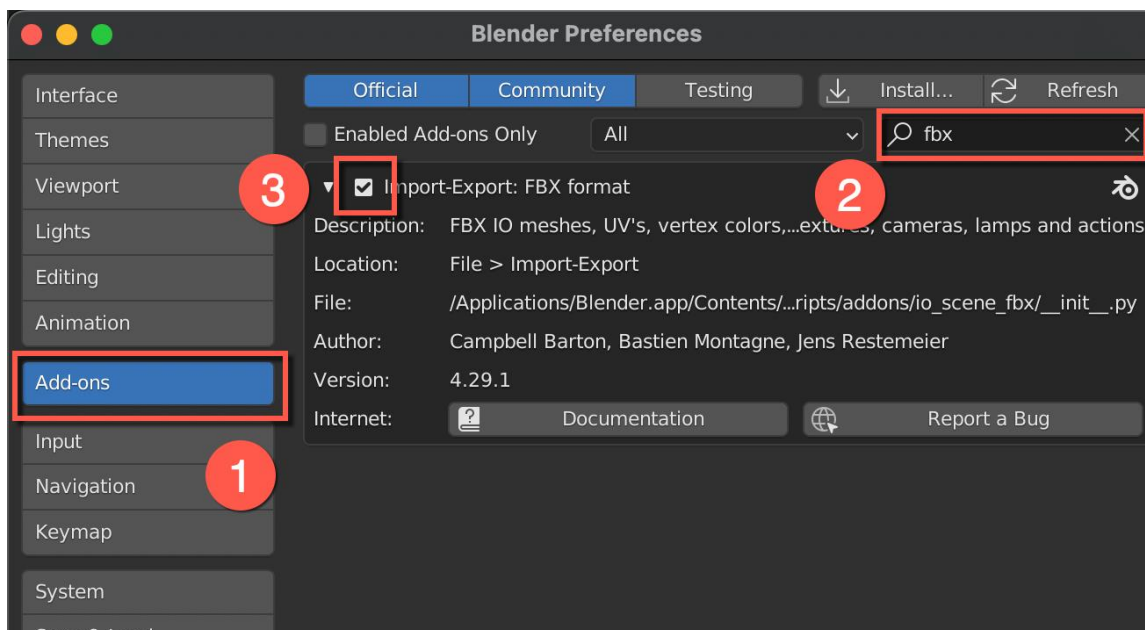 Blender Preferences
Interface
Themes
Viewport
Lights
Editing
Animation
Add-ons
Input
Navigation
Keymap
System
1
Official Community Testing Install... Refresh
Enabled Add-ons Only All fbx
2
3
Import-Export: FBX format
Description: FBX IO meshes, UV's, vertex colors,...extures, cameras, lamps and actions
Location: File > Import-Export
File: /Applications/Blender.app/Contents/...ripts/addons/io_scene_fbx/__init__.py
Author: Campbell Barton, Bastien Montagne, Jens Restemeier
Version: 4.29.1
Internet: Documentation Report a Bug